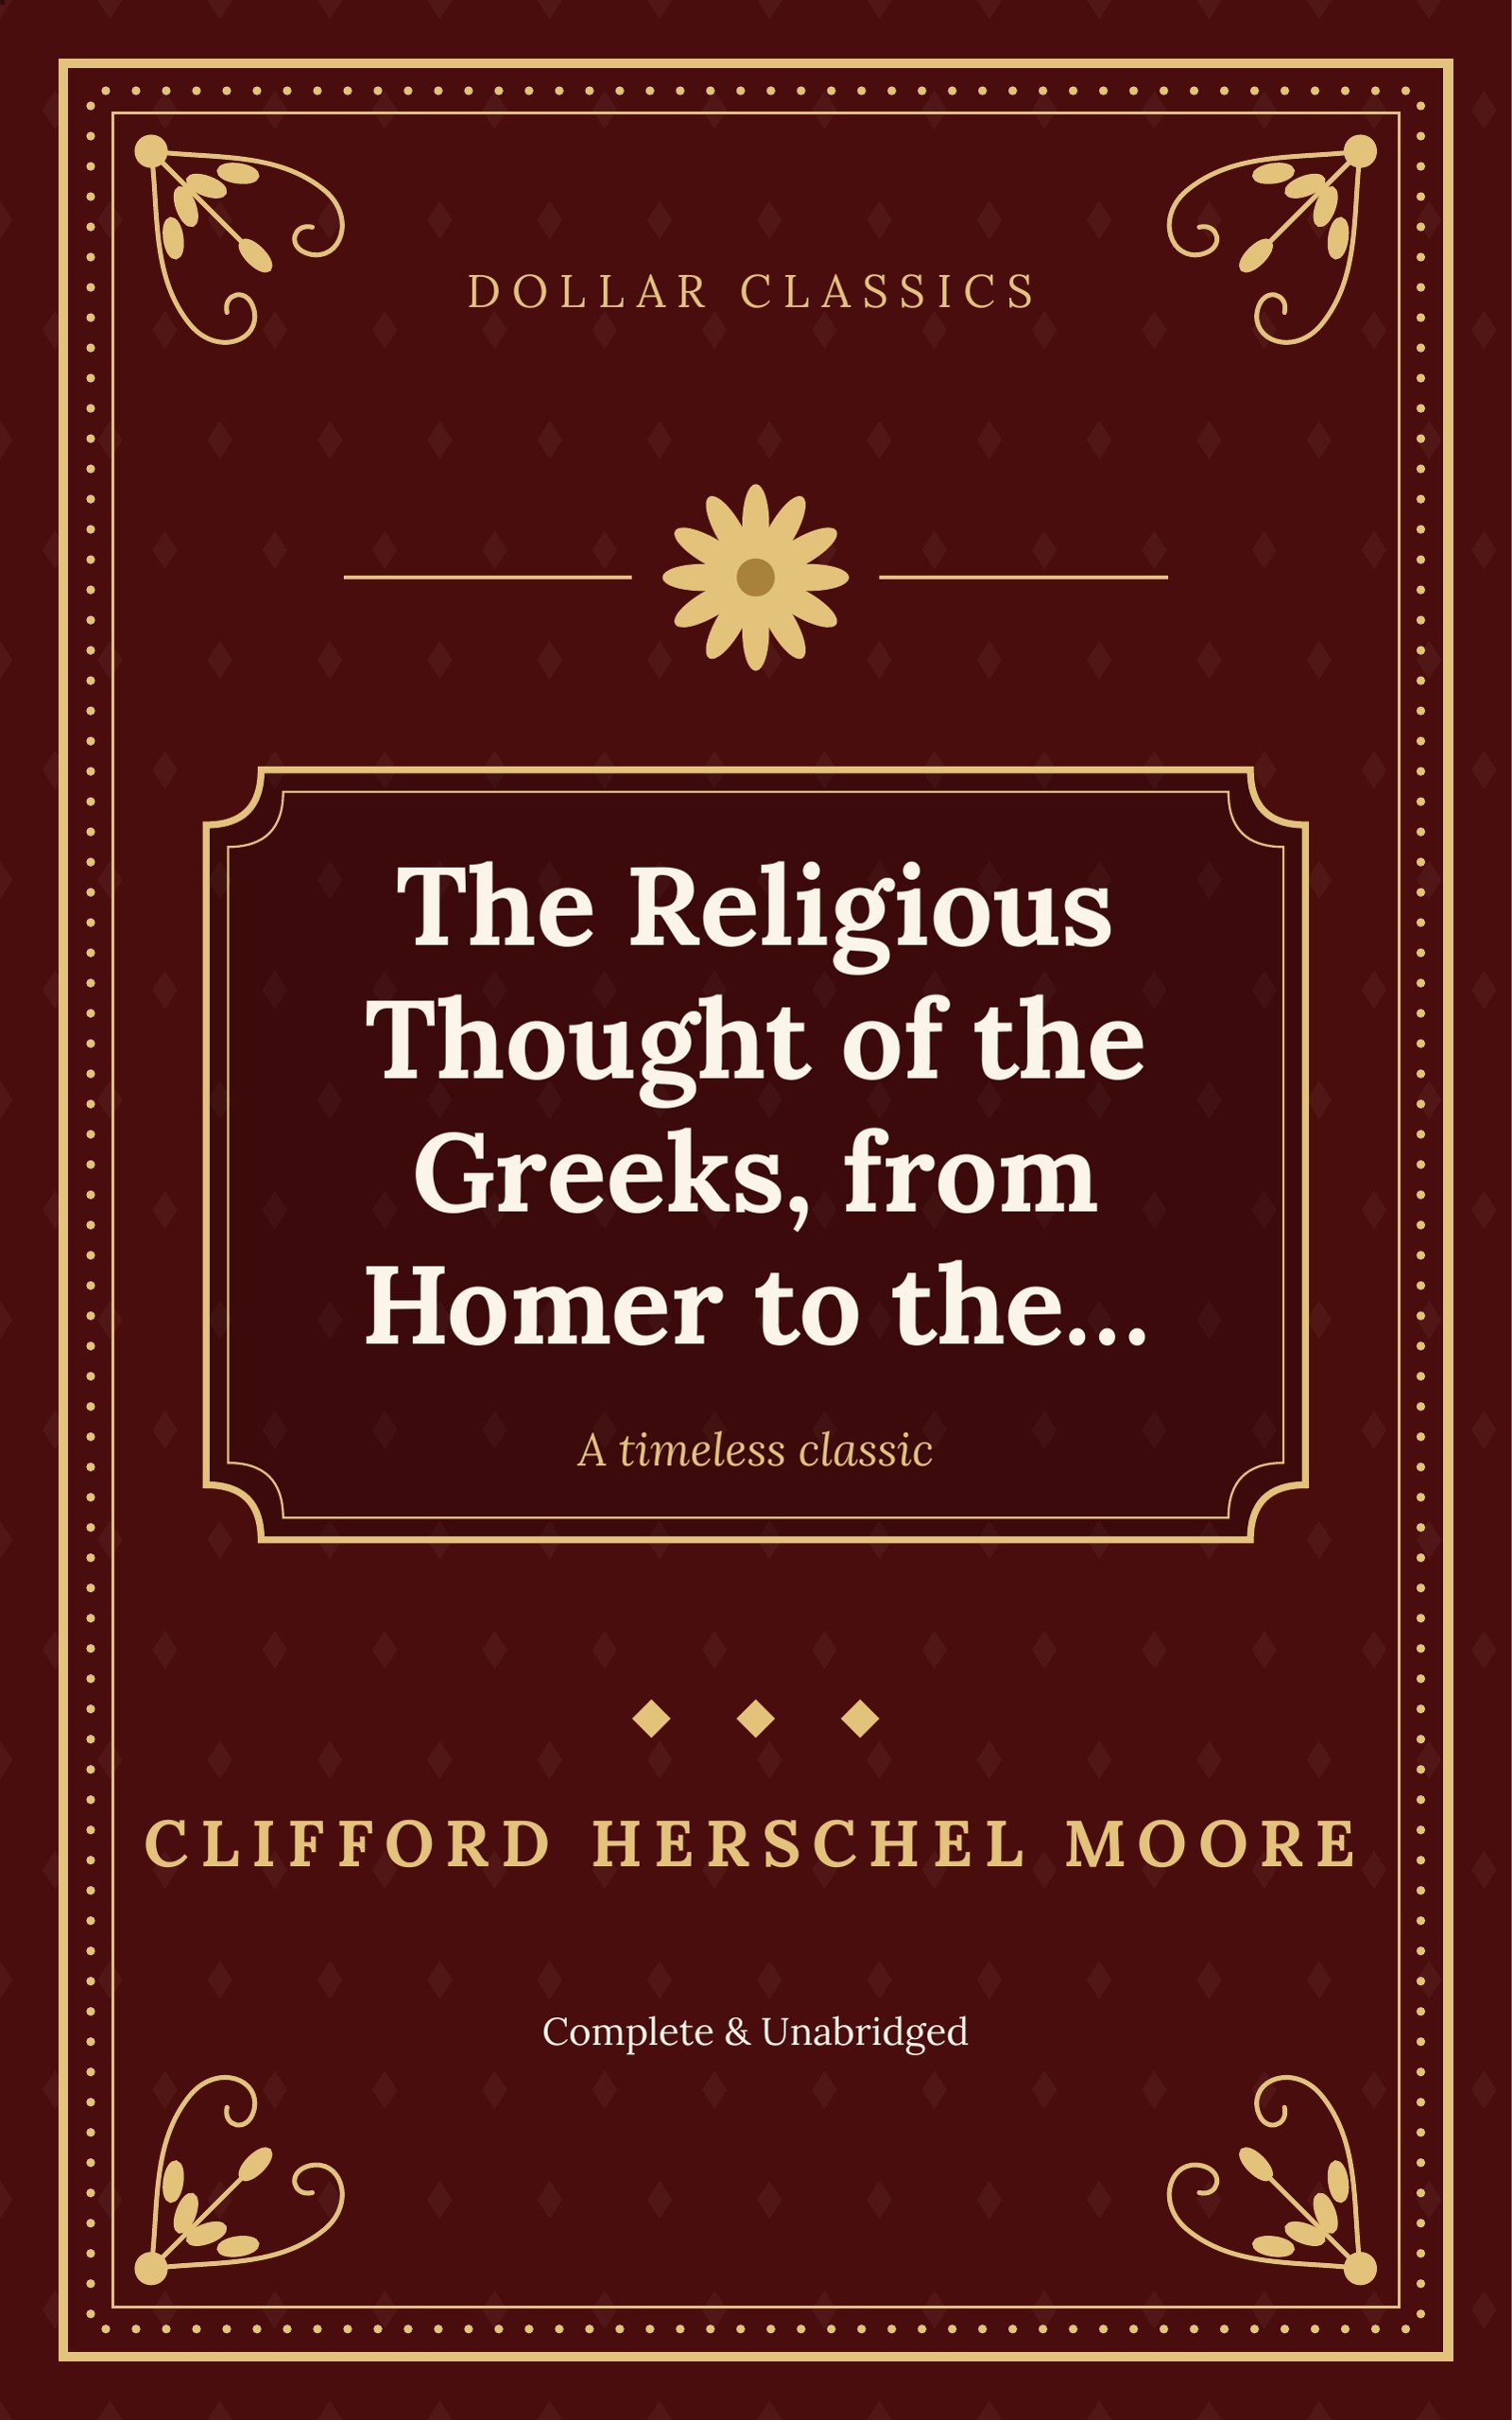 DOLLAR CLASSICS
The Religious
Thought of the
Greeks, from
Homer to the...
A timeless classic
CLIFFORD HERSCHEL MOORE
Complete & Unabridged